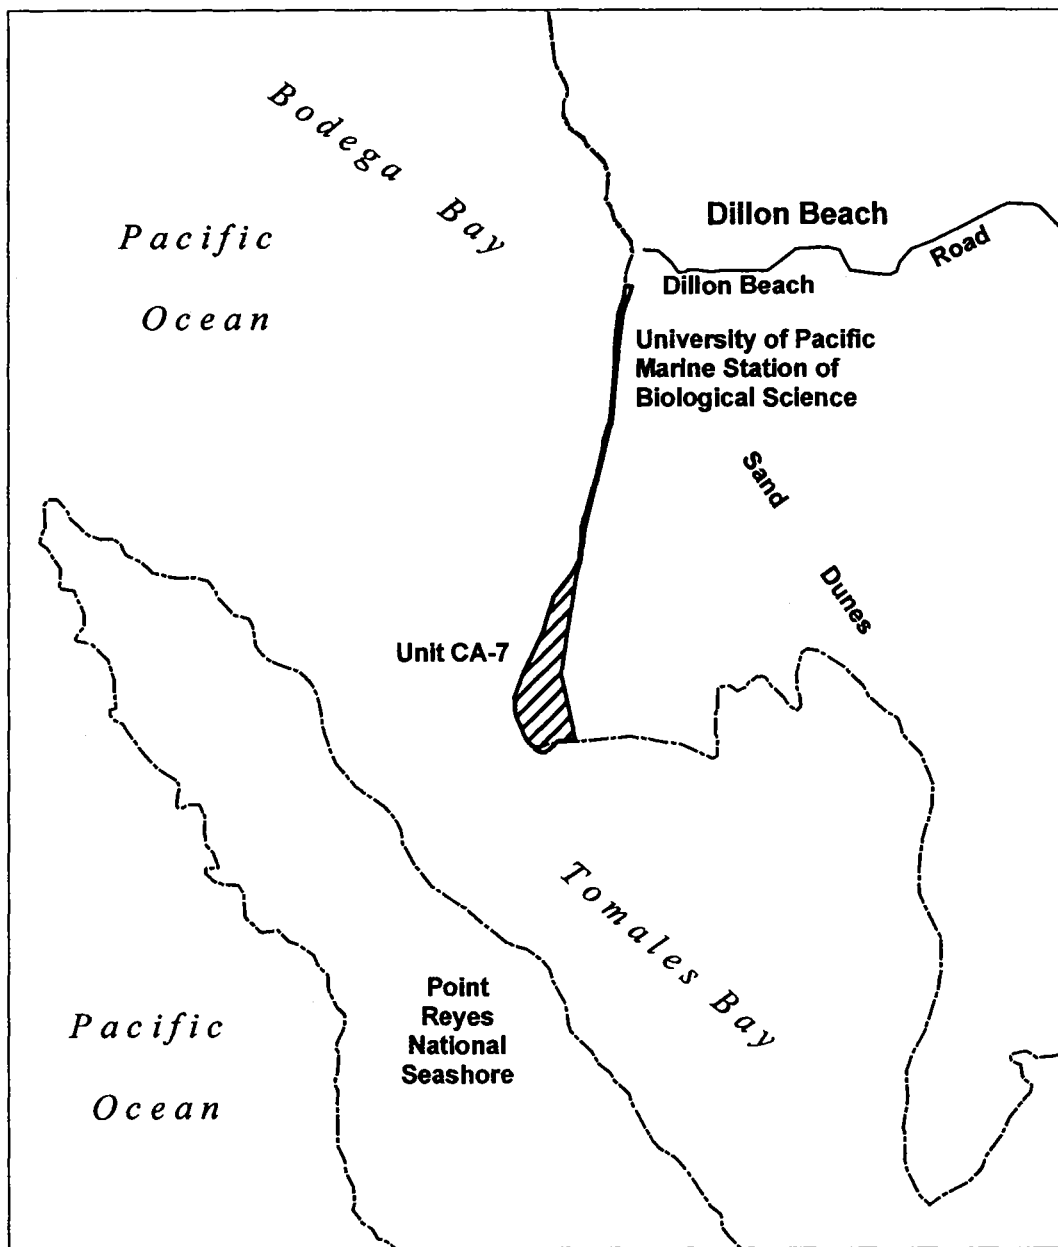 Bodega Bay
Dillon Beach
Pacific
Ocean
Road
Dillon Beach
University of Pacific
Marine Station of
Biological Science
Sand
Dunes
Unit CA-7
Tomales Bay
Point
Reyes
National
Seashore
Pacific
Ocean